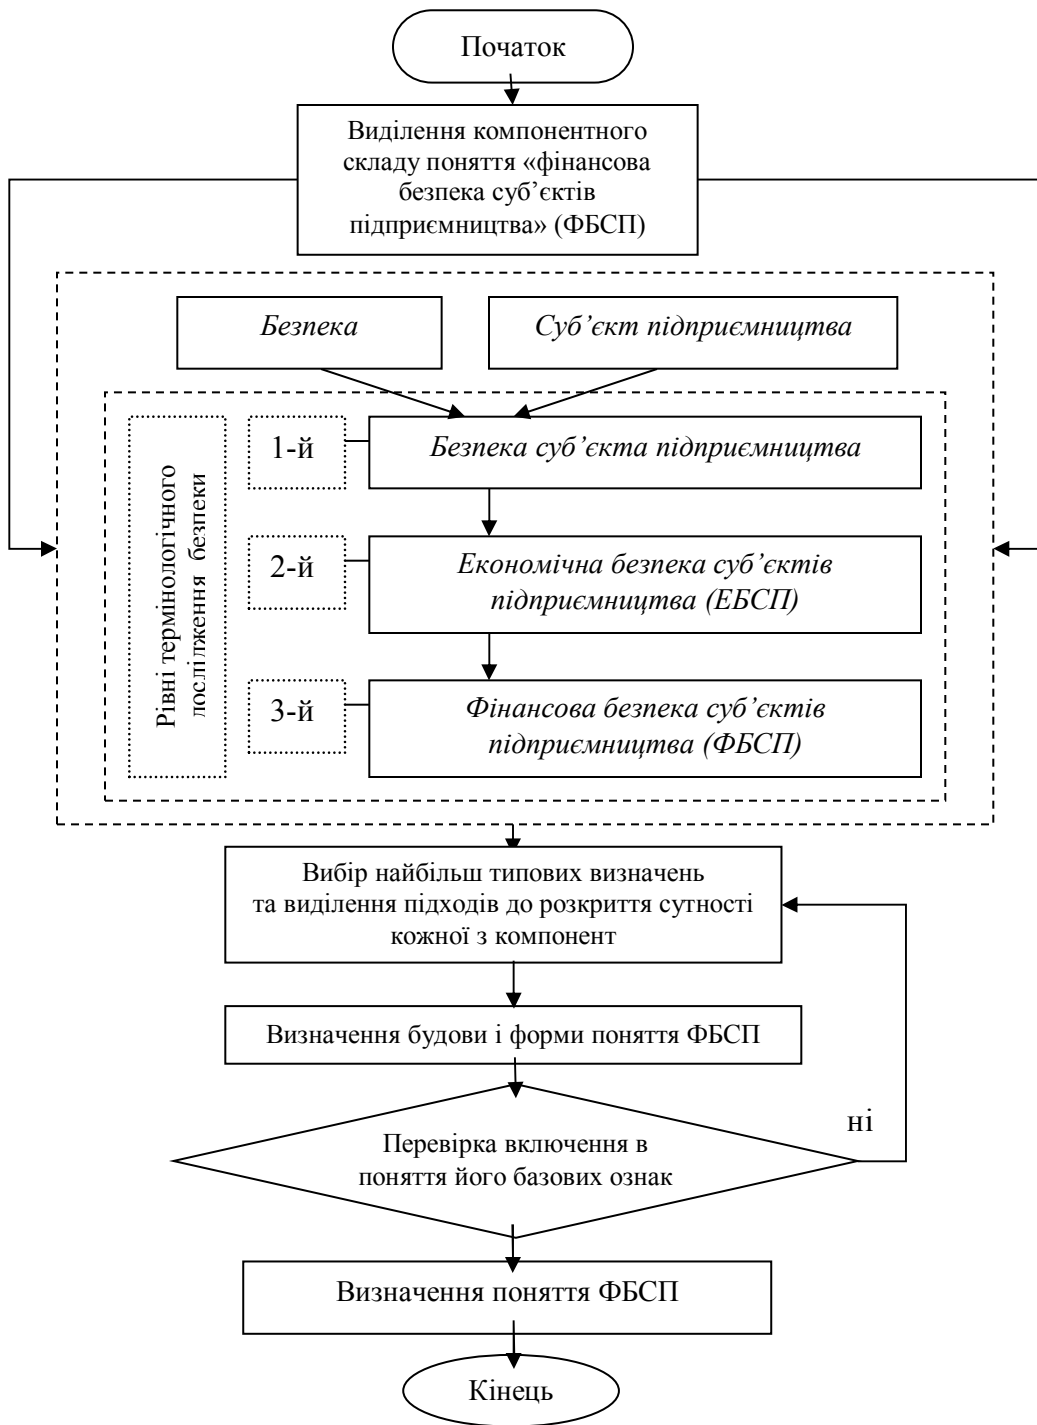 Початок
Виділення компонентного
складу поняття «фінансова
безпека суб’єктів
підприємництва» (ФБСП)
Безпека
Суб’єкт підприємництва
Рівні термінологічного
лослілження безпеки
1-й
Безпека суб’єкта підприємництва
2-й
Економічна безпека суб’єктів
підприємництва (ЕБСП)
3-й
Фінансова безпека суб’єктів
підприємництва (ФБСП)
Вибір найбільш типових визначень
та виділення підходів до розкриття сутності
кожної з компонент
Визначення будови і форми поняття ФБСП
Перевірка включення в
поняття його базових ознак
ні
Визначення поняття ФБСП
Кінець